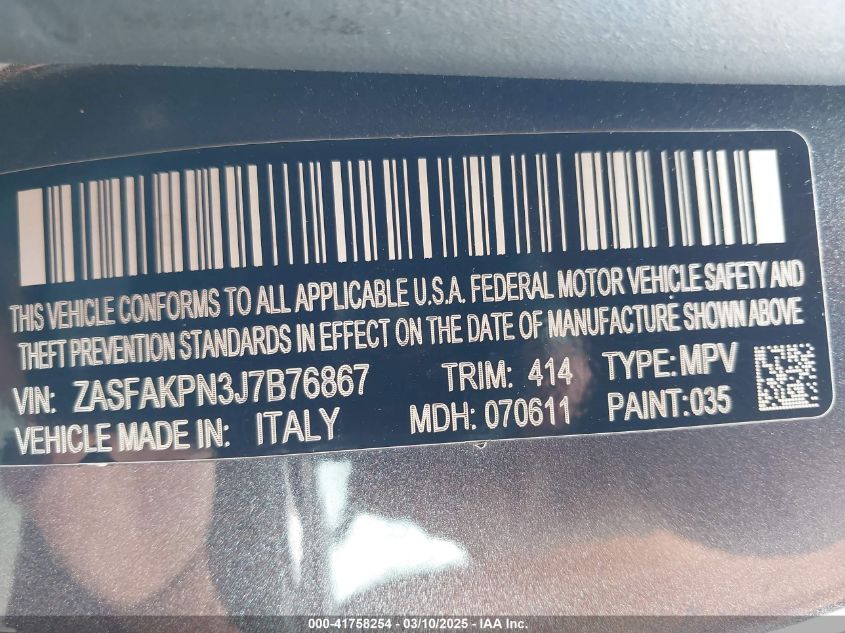 THIS VEHICLE CONFORMS TO ALL APPLICABLE U.S.A. FEDERAL MOTOR VEHICLE SAFETY AND
THEFT PREVENTION STANDARDS IN EFFECT ON THE DATE OF MANUFACTURE SHOWN ABOVE
VIN: ZASFAKPN3J7B76867 TRIM: 414 TYPE:MPV
VEHICLE MADE IN: ITALY MDH: 070611 PAINT:035
000-41758254 — 03/10/2025 — IAA Inc.